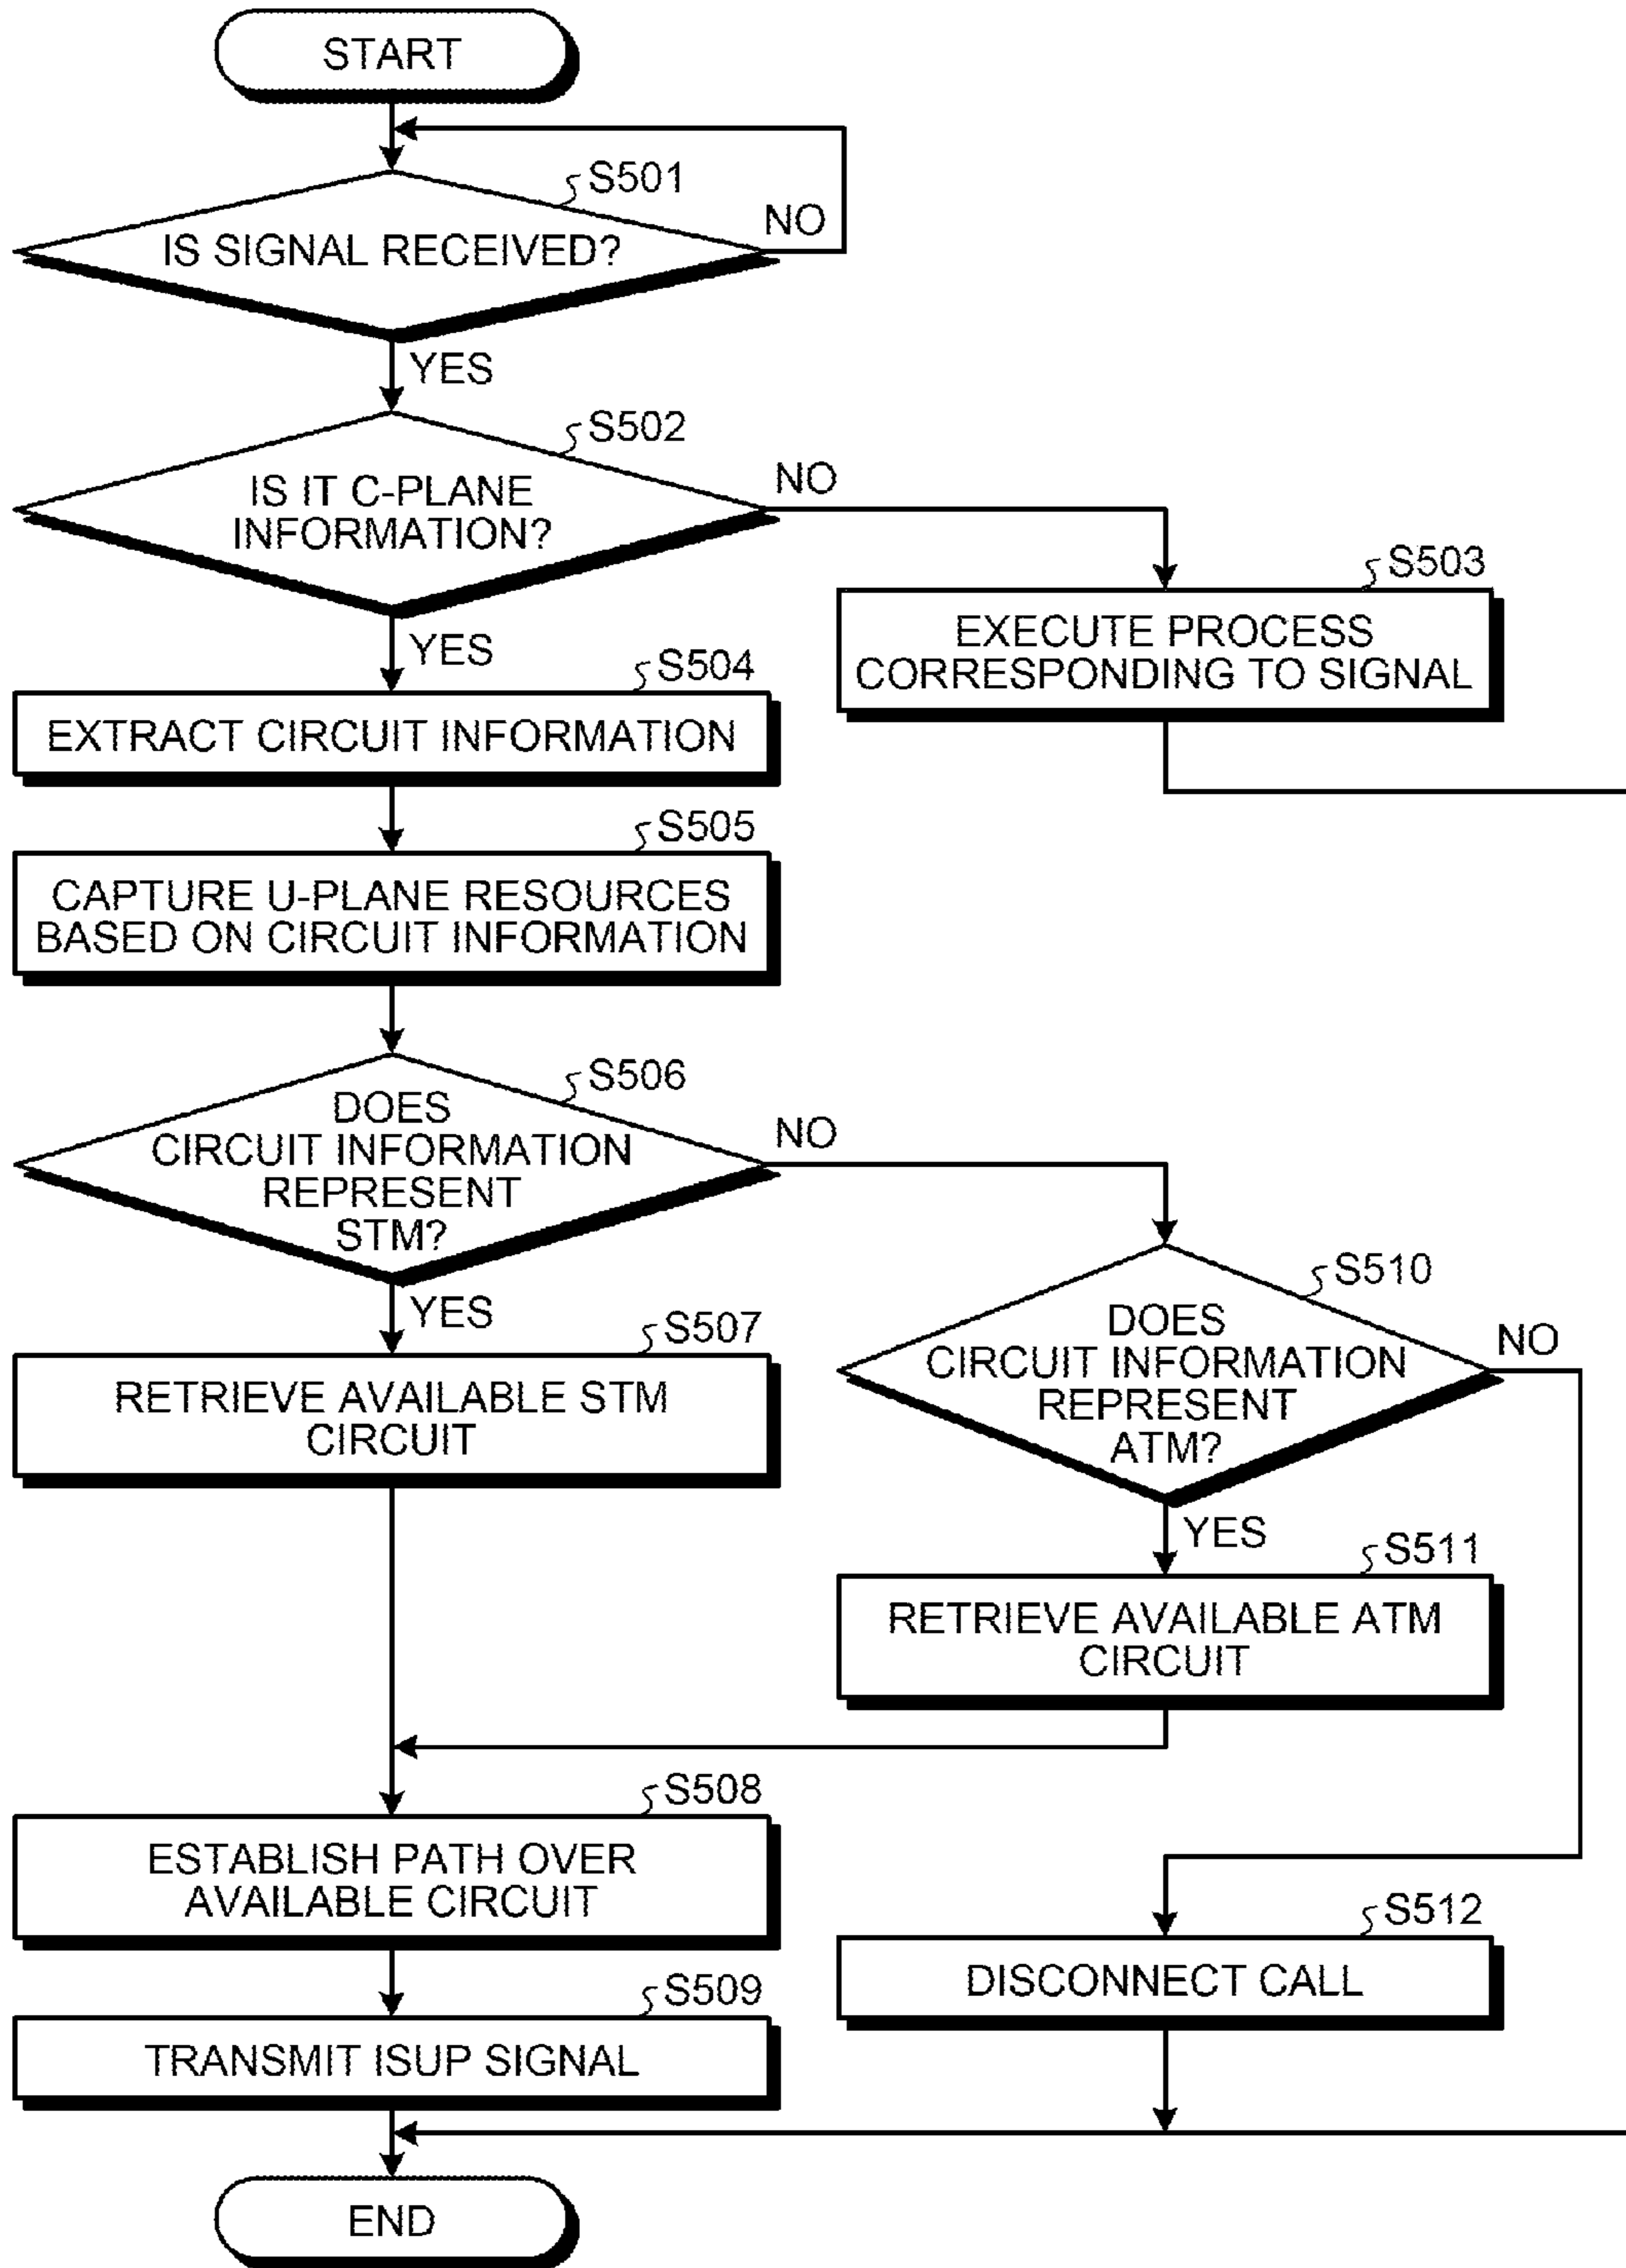 START
S501
IS SIGNAL RECEIVED?
NO
YES
S502
IS IT C-PLANE
INFORMATION?
NO
S503
EXECUTE PROCESS
CORRESPONDING TO SIGNAL
YES
S504
EXTRACT CIRCUIT INFORMATION
S505
CAPTURE U-PLANE RESOURCES
BASED ON CIRCUIT INFORMATION
S506
DOES
CIRCUIT INFORMATION
REPRESENT
STM?
NO
YES
S507
RETRIEVE AVAILABLE STM
CIRCUIT
S510
DOES
CIRCUIT INFORMATION
REPRESENT
ATM?
NO
YES
S511
RETRIEVE AVAILABLE ATM
CIRCUIT
S508
ESTABLISH PATH OVER
AVAILABLE CIRCUIT
S512
DISCONNECT CALL
S509
TRANSMIT ISUP SIGNAL
END